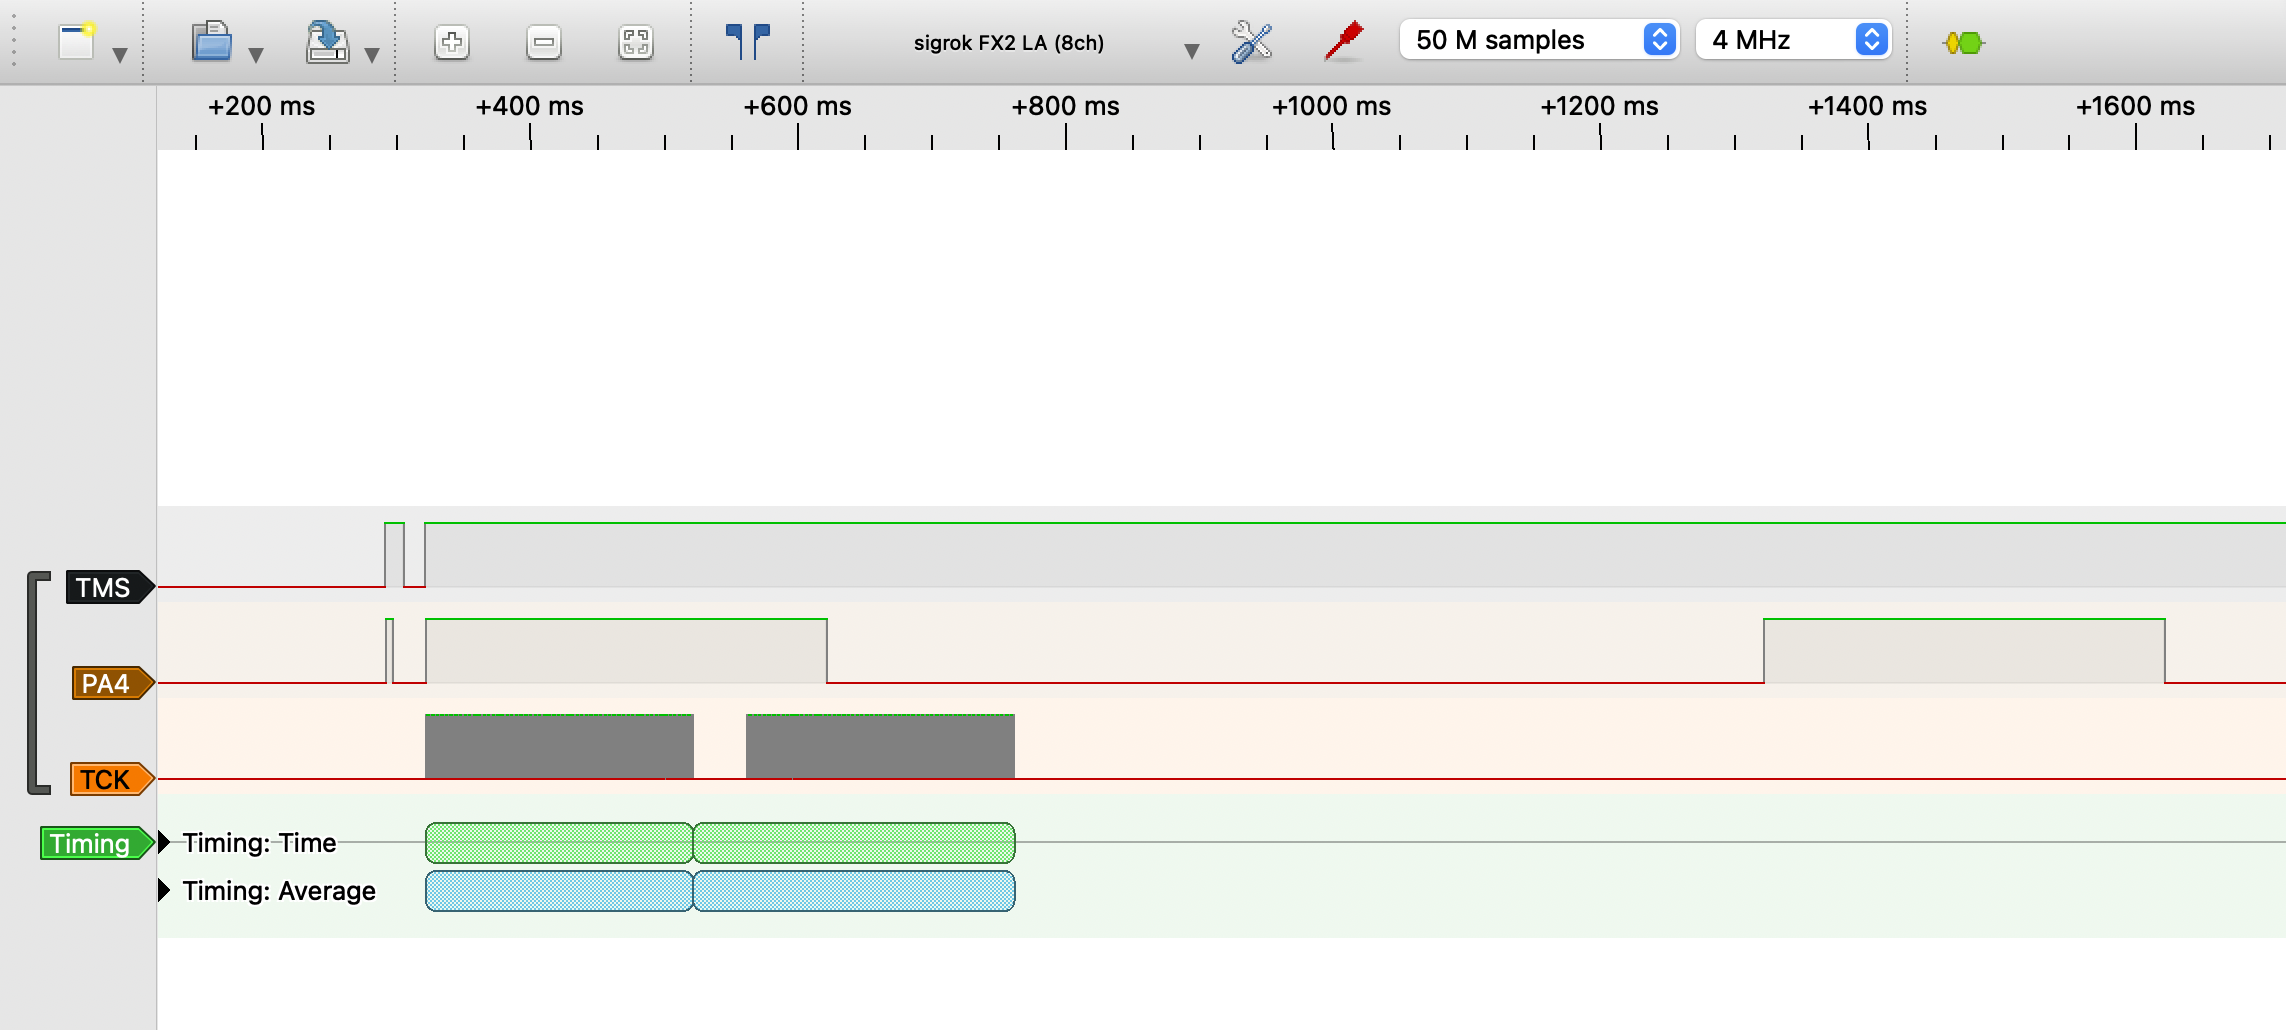 sigrok FX2 LA (8ch) 50 M samples 4 MHz
+200 ms +400 ms +600 ms +800 ms +1000 ms +1200 ms +1400 ms +1600 ms
TMS
PA4
TCK
Timing Timing: Time
Timing: Average